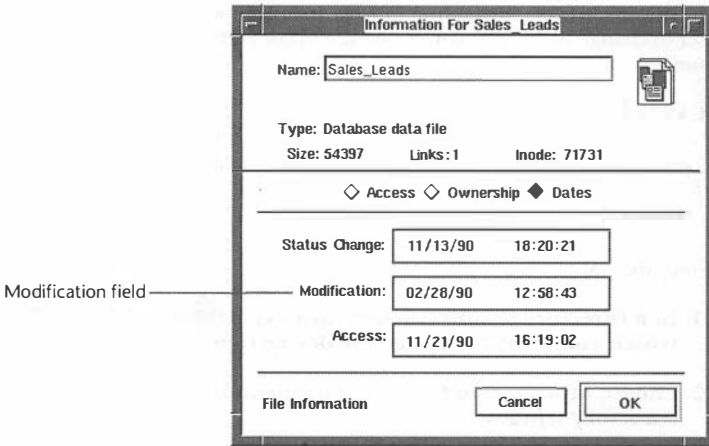 Information For Sales_Leads
Name: Sales_Leads
Type: Database data file
Size: 54397 Links: 1 Inode: 71731
Access Ownership Dates
Status Change: 11/13/90 18:20:21
Modification field
Modification: 02/28/90 12:58:43
Access: 11/21/90 16:19:02
File Information Cancel OK